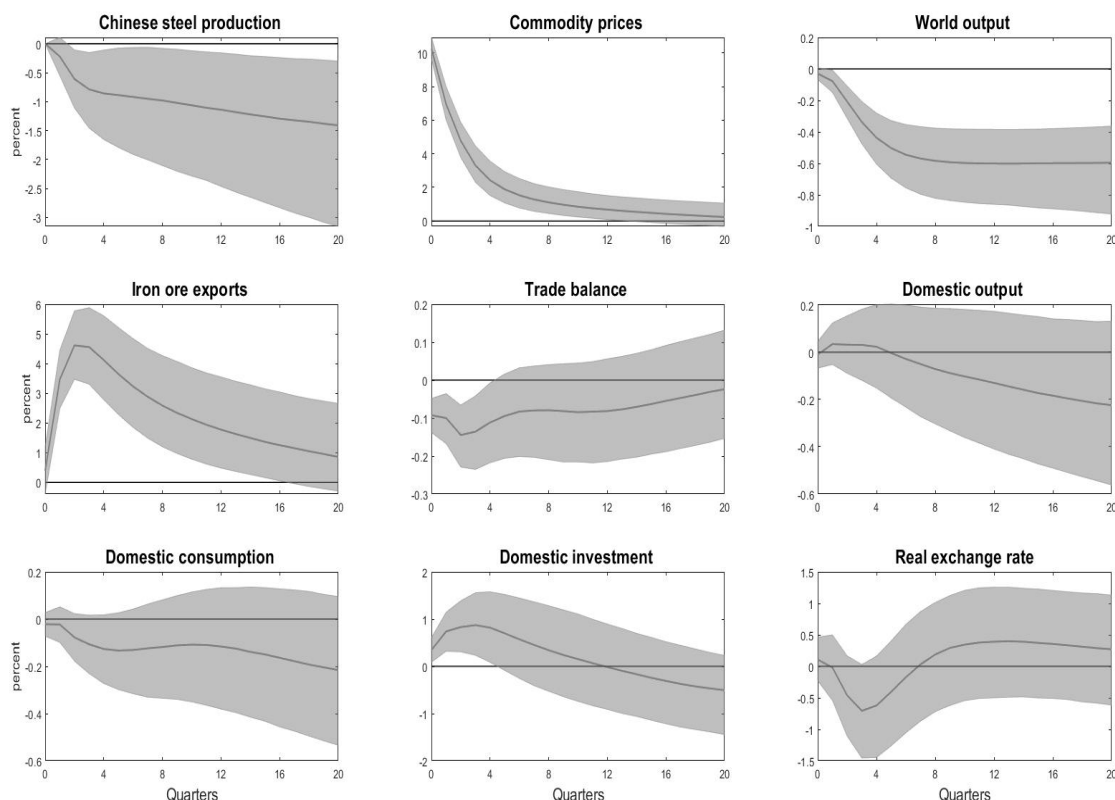 Chinese steel production
Commodity prices
World output
percent
0
-0.5
-1
-1.5
-2
-2.5
-3
0 4 8 12 16 20
10
8
6
4
2
0
0 4 8 12 16 20
0.2
0
-0.2
-0.4
-0.6
-0.8
-1
0 4 8 12 16 20
Iron ore exports
Trade balance
Domestic output
percent
6
5
4
3
2
1
0
0 4 8 12 16 20
0.2
0.1
0
-0.1
-0.2
-0.3
0 4 8 12 16 20
0.2
0
-0.2
-0.4
-0.6
0 4 8 12 16 20
Domestic consumption
Domestic investment
Real exchange rate
percent
0.2
0
-0.2
-0.4
-0.6
0 4 8 12 16 20
Quarters
2
1
0
-1
-2
0 4 8 12 16 20
Quarters
1.5
1
0.5
0
-0.5
-1
-1.5
0 4 8 12 16 20
Quarters